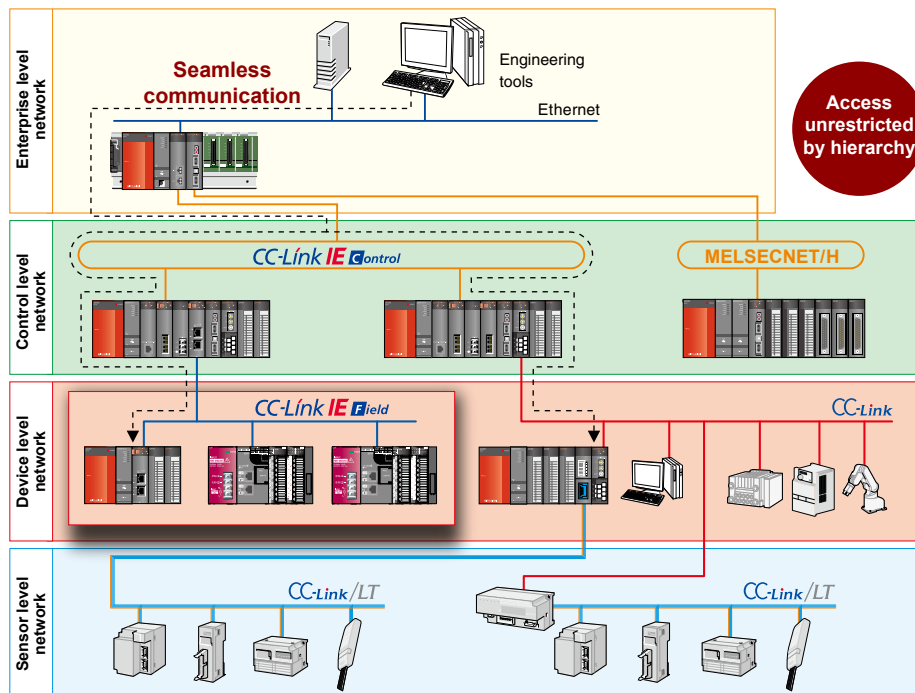 Enterprise level
network
Seamless
communication
Engineering
tools
Ethernet
Access
unrestricted
by hierarchy
Control level
network
CC-Link IE Control
MELSECNET/H
Device level
network
CC-Link IE Field
CC-Link
Sensor level
network
CC-Link/LT
CC-Link/LT